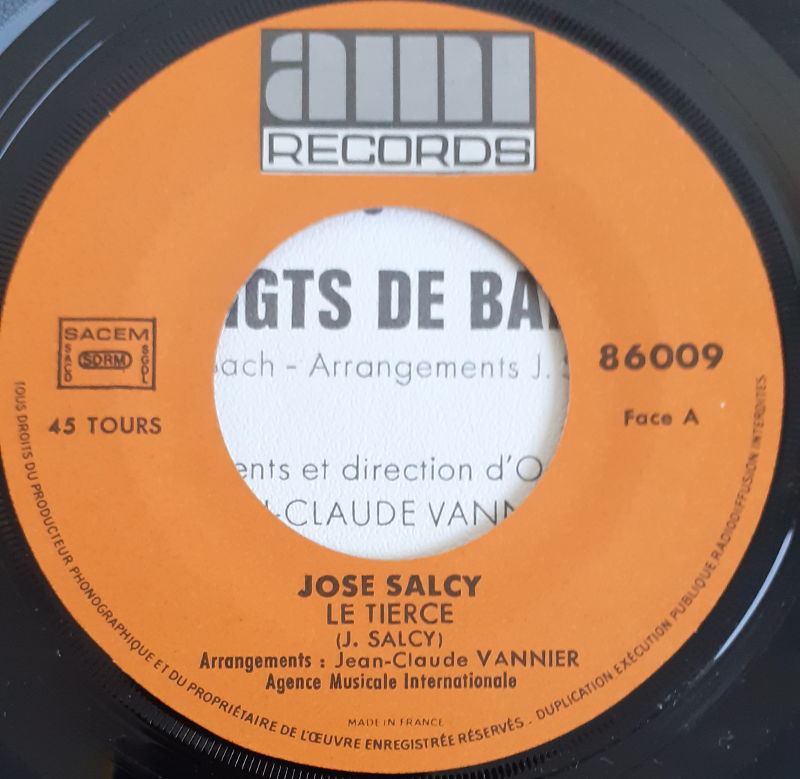 ami
RECORDS
IGTS DE BA
ach - Arrangements J. S
SACEM
SACD
SDRM
SGDL
45 TOURS
86009
Face A
ents et direction d'O
-CLAUDE VANN
JOSE SALCY
LE TIERCE
(J. SALCY)
Arrangements : Jean-Claude VANNIER
Agence Musicale Internationale
MADE IN FRANCE
TOUS DROITS DU PRODUCTEUR PHONOGRAPHIQUE ET DU PROPRIÉTAIRE DE L'ŒUVRE ENREGISTRÉE RÉSERVÉS - DUPLICATION EXÉCUTION PUBLIQUE RADIODIFFUSION INTERDITES